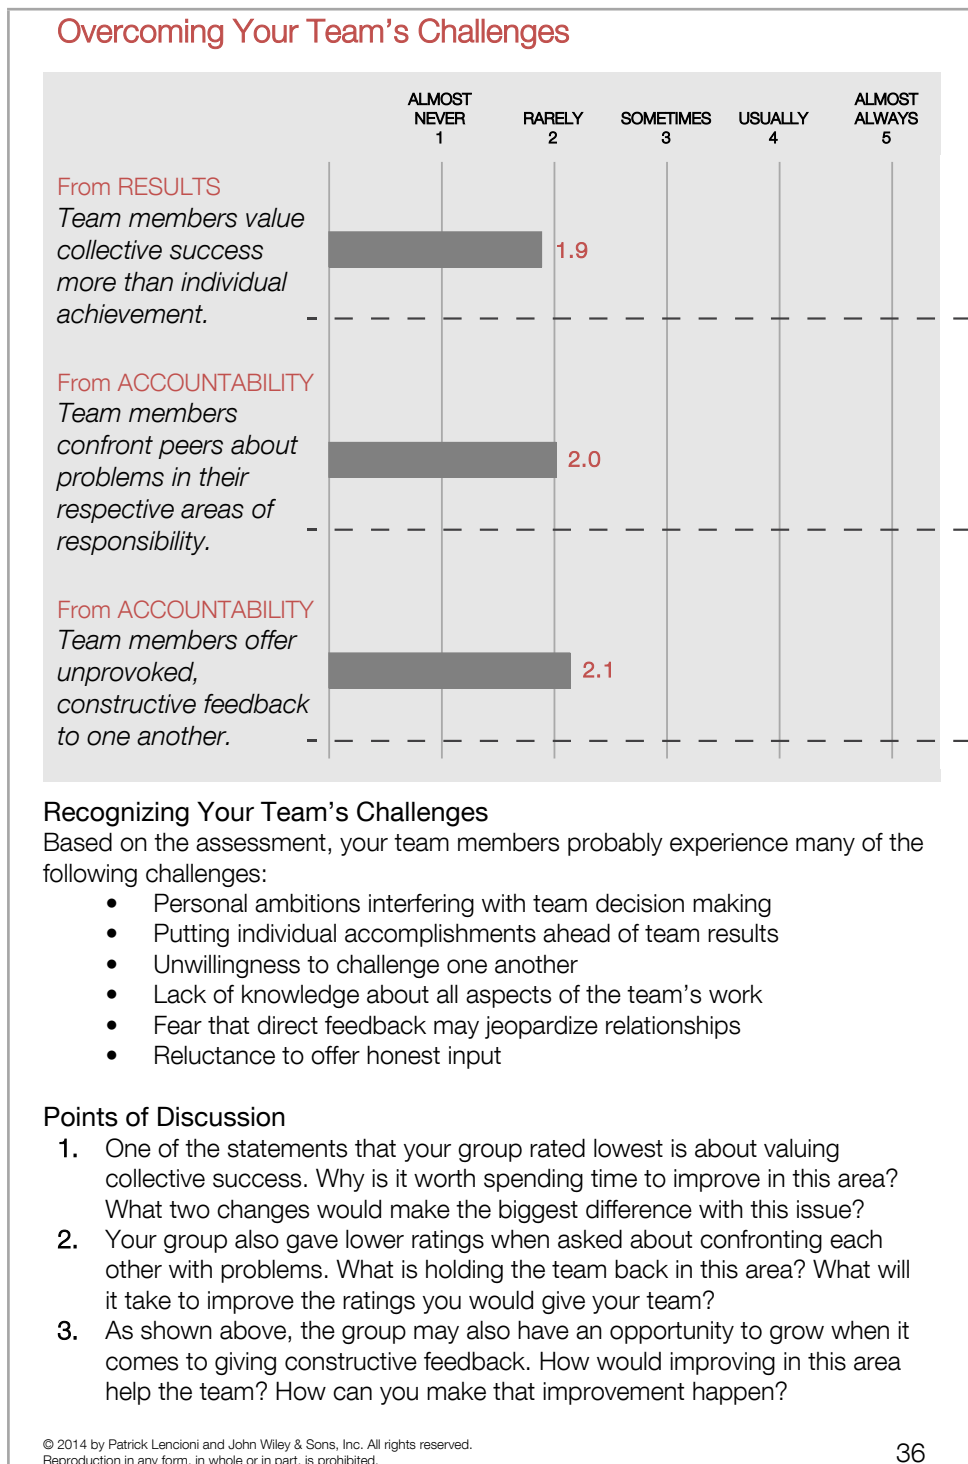 Overcoming Your Team's Challenges
ALMOST NEVER 1
RARELY 2
SOMETIMES 3
USUALLY 4
ALMOST ALWAYS 5
From RESULTS
Team members value
collective success
more than individual
achievement.
1.9
From ACCOUNTABILITY
Team members
confront peers about
problems in their
respective areas of
responsibility.
2.0
From ACCOUNTABILITY
Team members offer
unprovoked,
constructive feedback
to one another.
2.1
Recognizing Your Team's Challenges
Based on the assessment, your team members probably experience many of the
following challenges:
• Personal ambitions interfering with team decision making
• Putting individual accomplishments ahead of team results
• Unwillingness to challenge one another
• Lack of knowledge about all aspects of the team's work
• Fear that direct feedback may jeopardize relationships
• Reluctance to offer honest input
Points of Discussion
1. One of the statements that your group rated lowest is about valuing
collective success. Why is it worth spending time to improve in this area?
What two changes would make the biggest difference with this issue?
2. Your group also gave lower ratings when asked about confronting each
other with problems. What is holding the team back in this area? What will
it take to improve the ratings you would give your team?
3. As shown above, the group may also have an opportunity to grow when it
comes to giving constructive feedback. How would improving in this area
help the team? How can you make that improvement happen?
© 2014 by Patrick Lencioni and John Wiley & Sons, Inc. All rights reserved.
Reproduction in any form, in whole or in part, is prohibited.
36